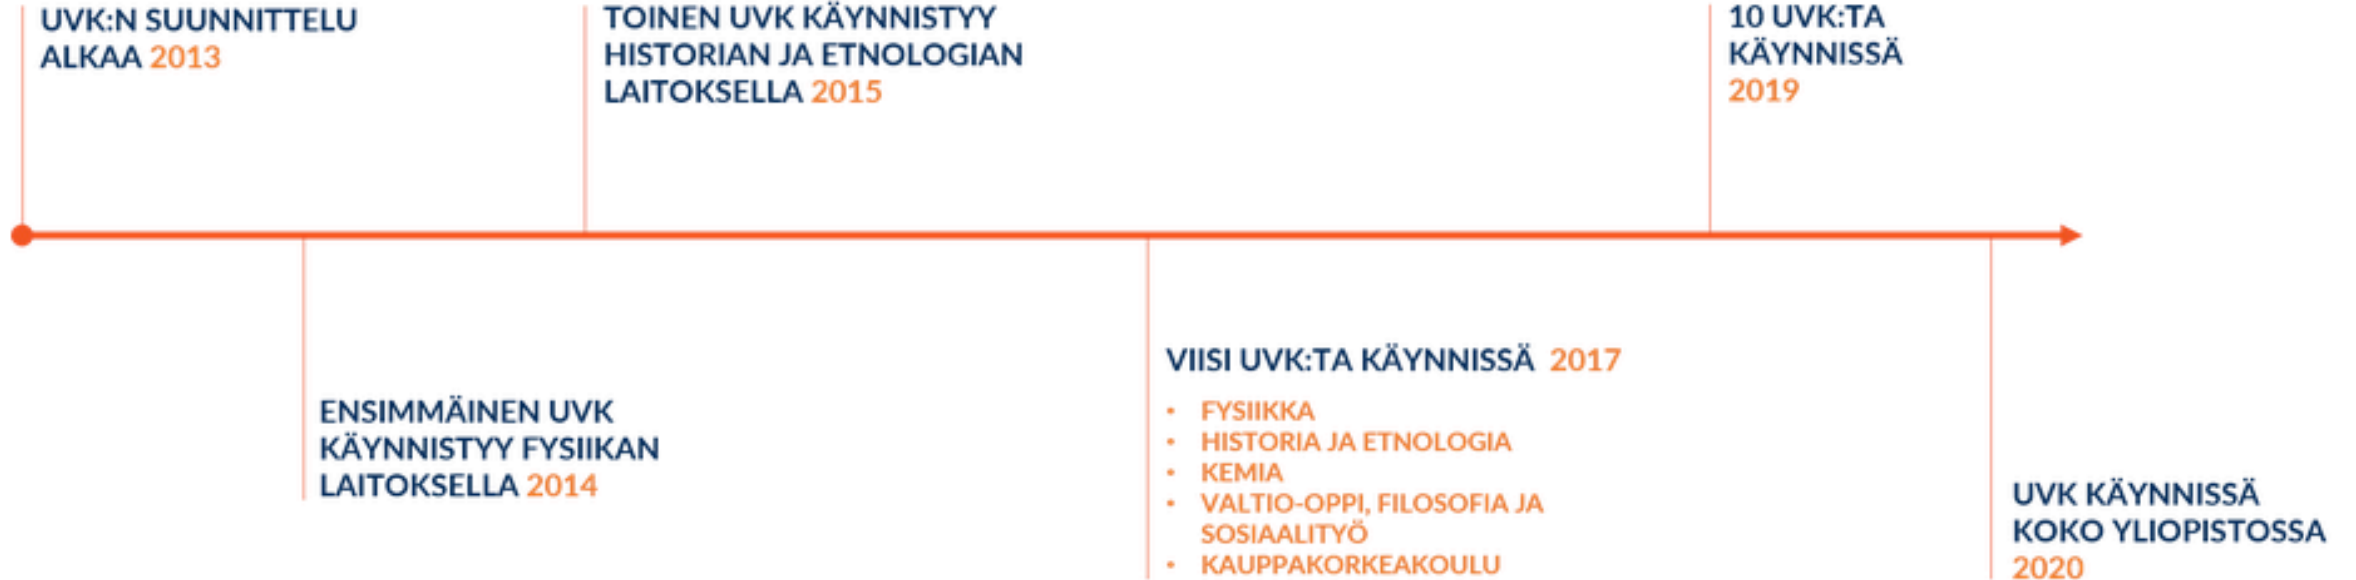 UVK:N SUUNNITTELU
ALKAA 2013
ENSIMMÄINEN UVK
KÄYNNISTYY FYSIIKAN
LAITOKSELLA 2014
TOINEN UVK KÄYNNISTYY
HISTORIAN JA ETNOLOGIAN
LAITOKSELLA 2015
VIISI UVK:TA KÄYNNISSÄ 2017
• FYSIIKKA
• HISTORIA JA ETNOLOGIA
• KEMIA
• VALTIO-OPPI, FILOSOFIA JA
SOSIAALITYÖ
• KAUPPAKORKEAKOULU
10 UVK:TA
KÄYNNISSÄ
2019
UVK KÄYNNISSÄ
KOKO YLIOPISTOSSA
2020